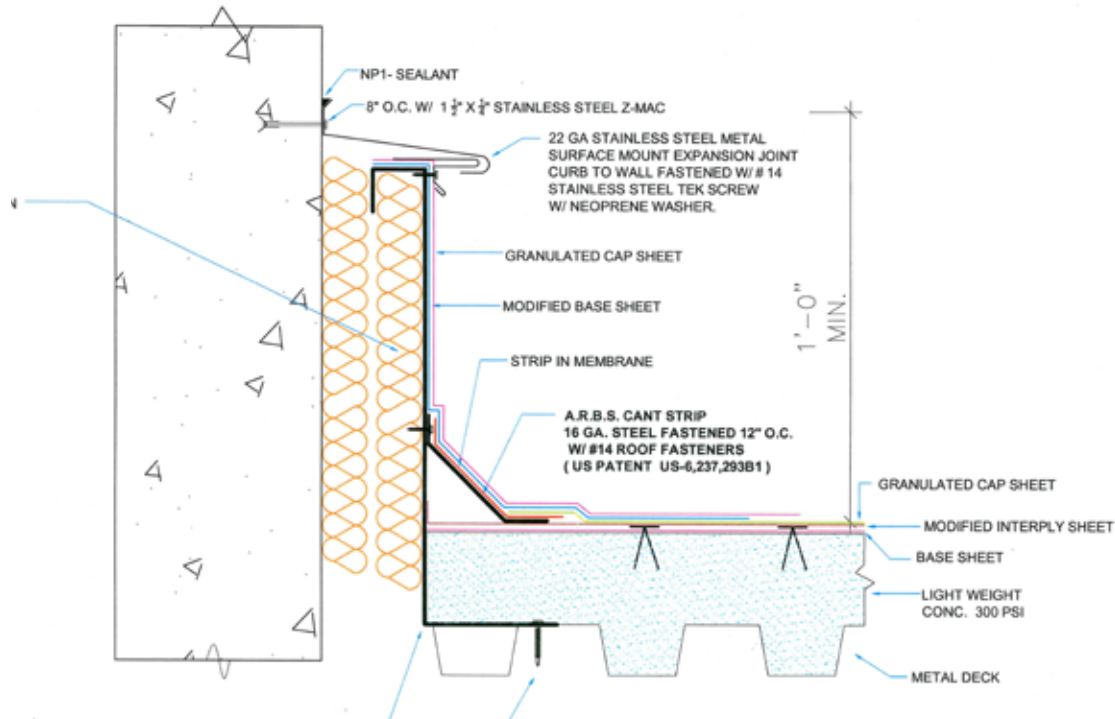 NP1- SEALANT
8" O.C. W/ 1 1/2" X 1/4" STAINLESS STEEL Z-MAC
22 GA STAINLESS STEEL METAL
SURFACE MOUNT EXPANSION JOINT
CURB TO WALL FASTENED W/ # 14
STAINLESS STEEL TEK SCREW
W/ NEOPRENE WASHER.
GRANULATED CAP SHEET
MODIFIED BASE SHEET
1'-0"
MIN.
STRIP IN MEMBRANE
A.R.B.S. CANT STRIP
16 GA. STEEL FASTENED 12" O.C.
W/ #14 ROOF FASTENERS
( US PATENT US-6,237,293B1 )
GRANULATED CAP SHEET
MODIFIED INTERPLY SHEET
BASE SHEET
LIGHT WEIGHT
CONC. 300 PSI
METAL DECK